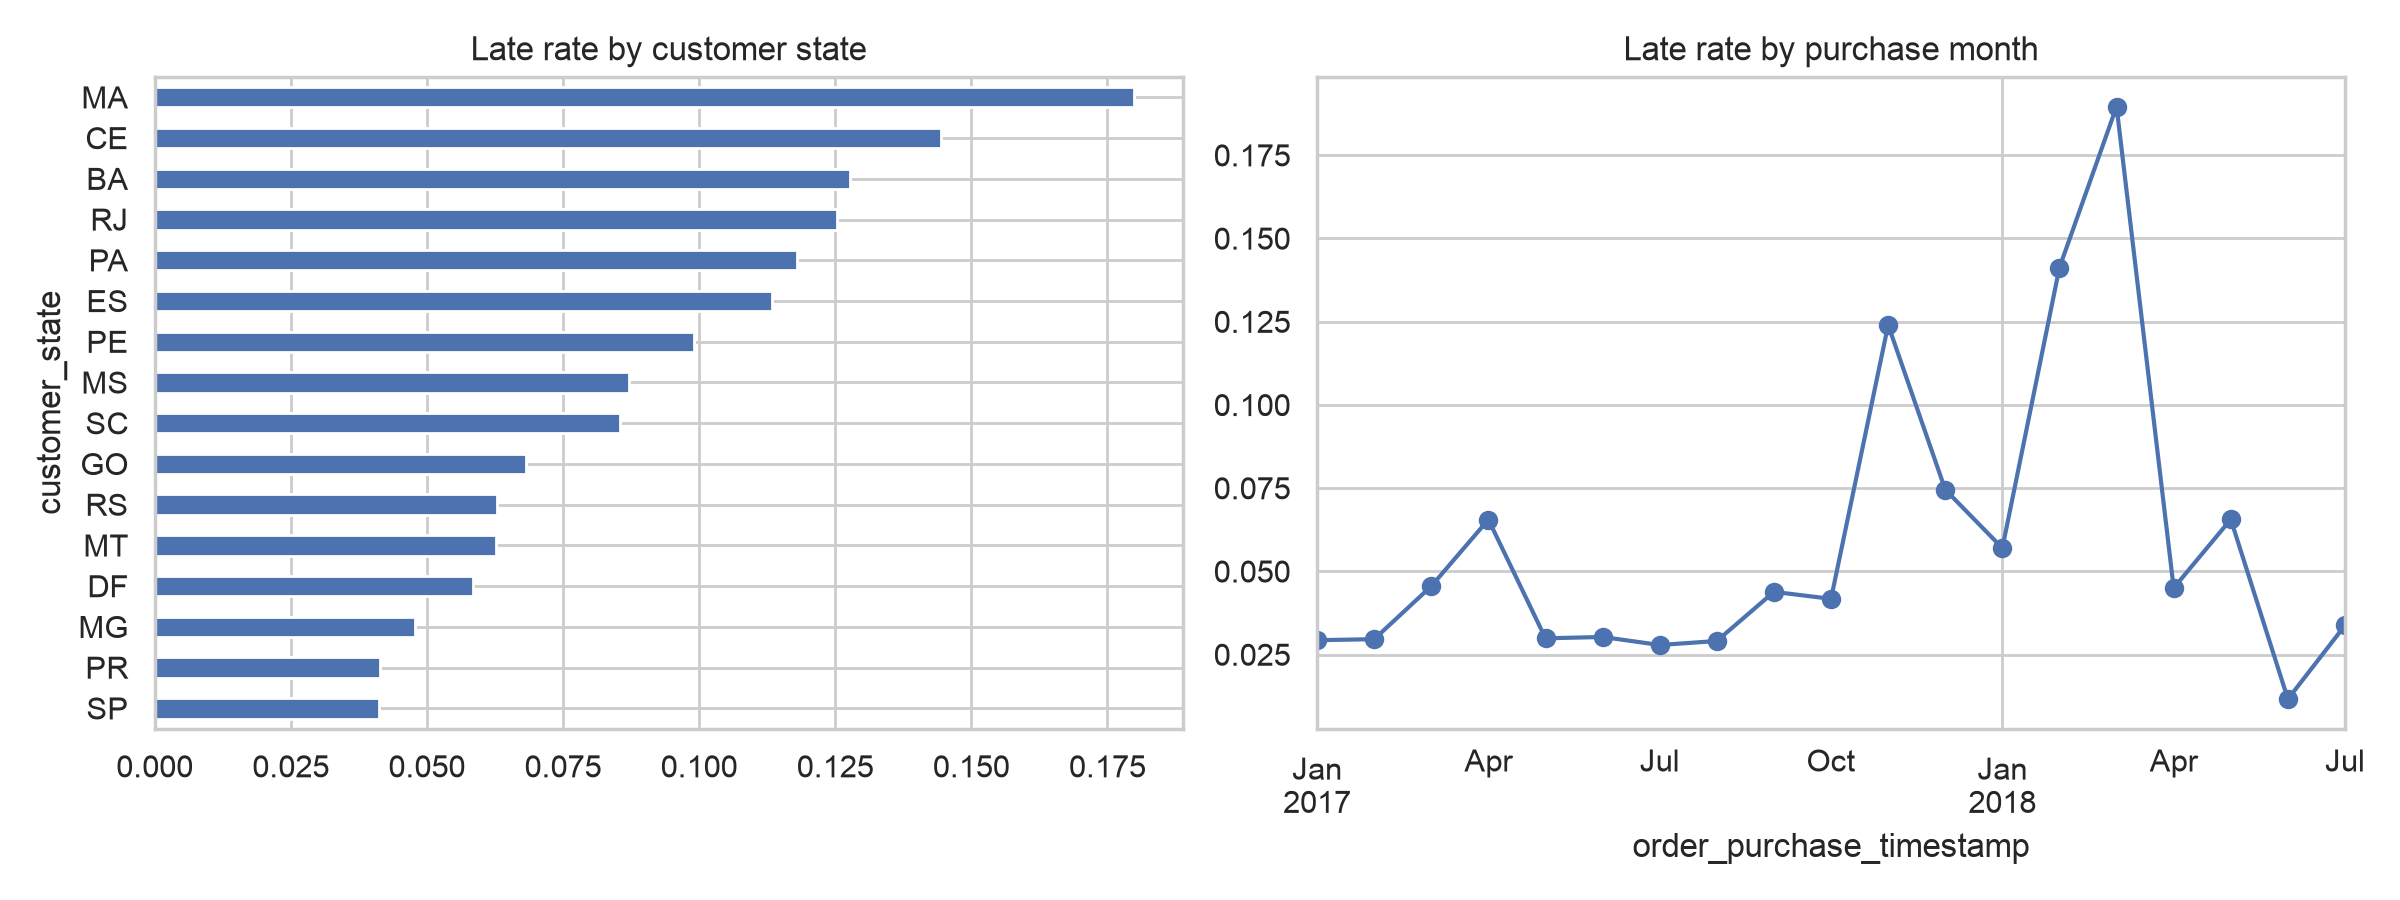 Late rate by customer state
customer_state
MA
CE
BA
RJ
PA
ES
PE
MS
SC
GO
RS
MT
DF
MG
PR
SP
0.000 0.025 0.050 0.075 0.100 0.125 0.150 0.175
Late rate by purchase month
0.175
0.150
0.125
0.100
0.075
0.050
0.025
Jan Apr Jul Oct Jan Apr Jul
2017 2018
order_purchase_timestamp